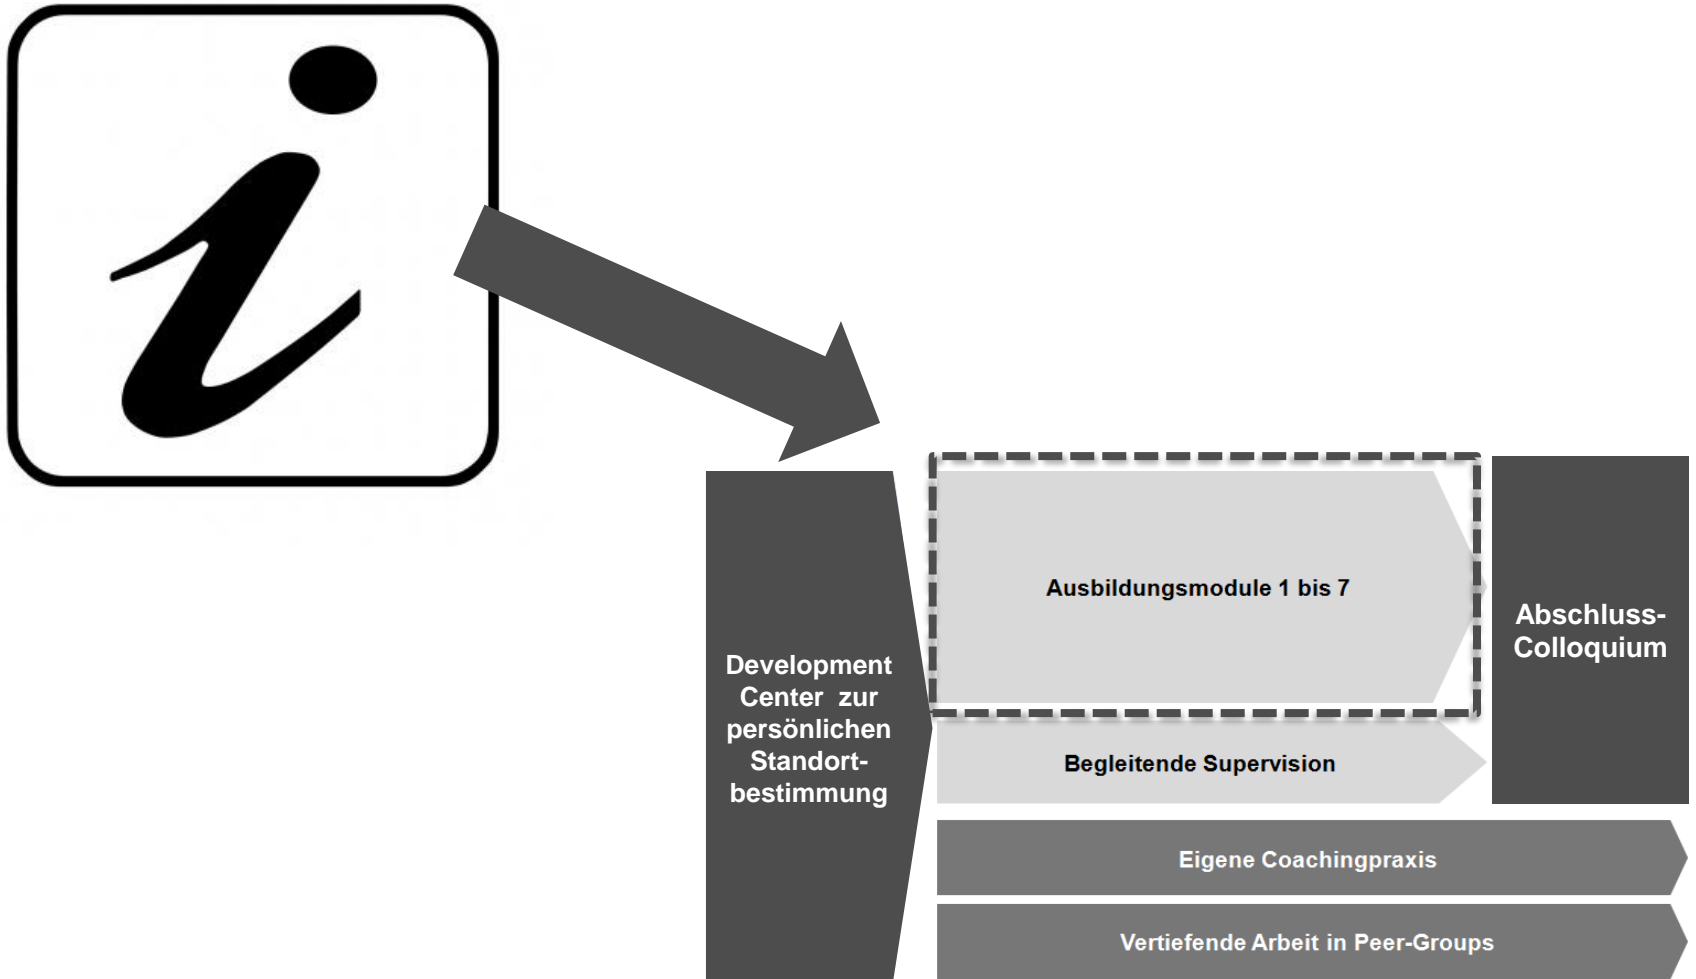 i
Development
Center zur
persönlichen
Standort-
bestimmung
Ausbildungsmodule 1 bis 7
Begleitende Supervision
Abschluss-
Colloquium
Eigene Coachingpraxis
Vertiefende Arbeit in Peer-Groups